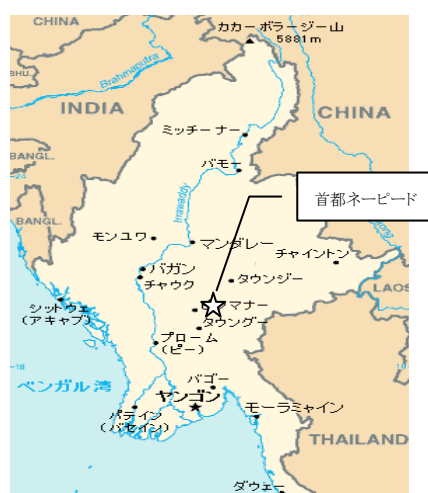 CHINA
カカーボラージー山
5881m
BHU.
Brahmaputra
INDIA
CHINA
ミッチーナー
BANGL.
バモー
24
首都ネーピードー
Irrawaddy
BANGL.
モンユワ
マンダレー
チャイントン
バガン
チャウク
タウンジー
LAOS
シットウェ
(アキャブ)
マナー
タウングー
プローム
(ピー)
18
18
ベンガル湾
バゴー
ヤンゴン
パテイン
(バセイン)
モーラミャイン
THAILAND
ダウェー